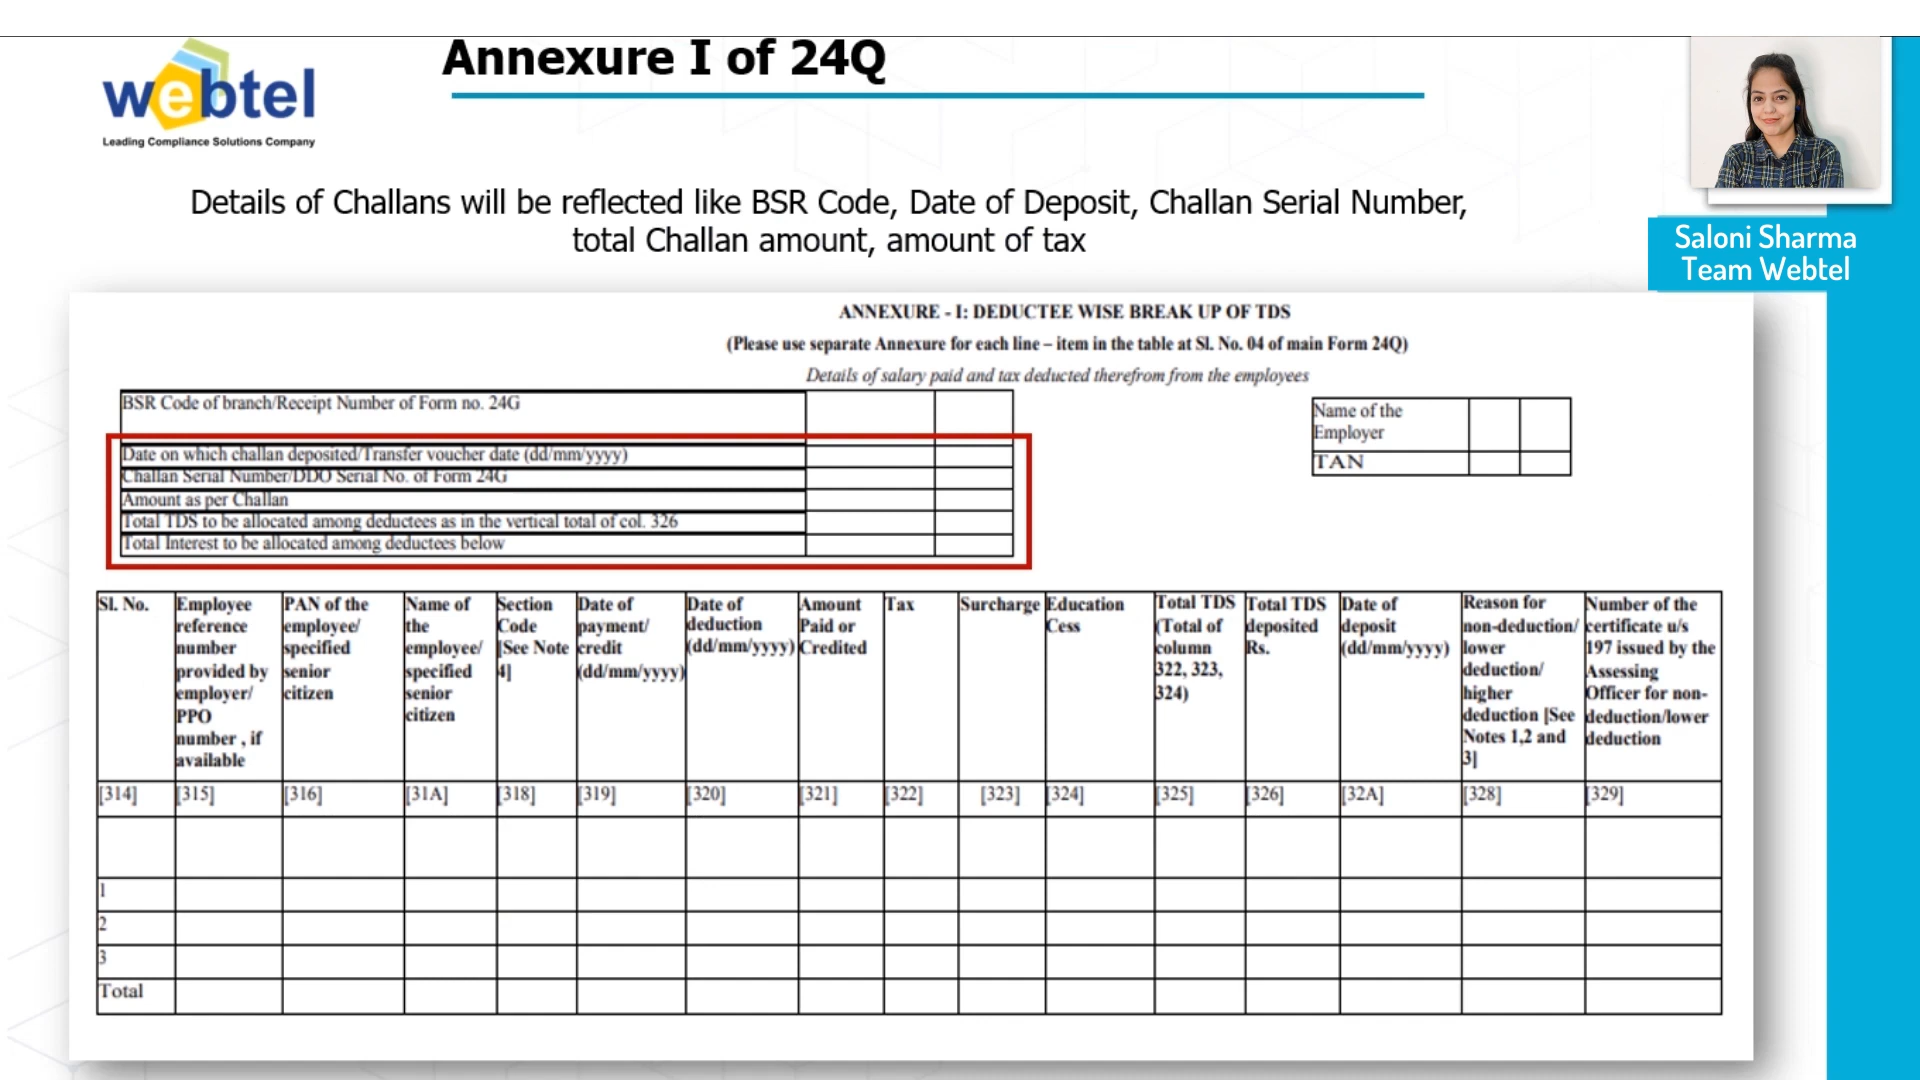 webtel
Leading Compliance Solutions Company
Annexure I of 24Q
Saloni Sharma
Team Webtel
Details of Challans will be reflected like BSR Code, Date of Deposit, Challan Serial Number,
total Challan amount, amount of tax
ANNEXURE - I: DEDUCTEE WISE BREAK UP OF TDS
(Please use separate Annexure for each line – item in the table at Sl. No. 04 of main Form 24Q)
Details of salary paid and tax deducted therefrom from the employees
BSR Code of branch/Receipt Number of Form no. 24G
Date on which challan deposited/Transfer voucher date (dd/mm/yyyy)
Challan Serial Number/DDO Serial No. of Form 24G
Amount as per Challan
Total TDS to be allocated among deductees as in the vertical total of col. 326
Total Interest to be allocated among deductees below
Name of the
Employer
TAN
Sl. No.
Employee
reference
number
provided by
employer/
PPO
number , if
available
PAN of the
employee/
specified
senior
citizen
Name of
the
employee/
specified
senior
citizen
Section
Code
[See Note
4]
Date of
payment/
credit
(dd/mm/yyyy)
Date of
deduction
(dd/mm/yyyy)
Amount
Paid or
Credited
Tax
Surcharge
Education
Cess
Total TDS
(Total of
column
322, 323,
324)
Total TDS
deposited
Rs.
Date of
deposit
(dd/mm/yyyy)
Reason for
non-deduction/
lower
deduction/
higher
deduction [See
Notes 1,2 and
3]
Number of the
certificate u/s
197 issued by the
Assessing
Officer for non-
deduction/lower
deduction
[314] [315] [316] [31A] [318] [319] [320] [321] [322] [323] [324] [325] [326] [32A] [328] [329]
1
2
3
Total